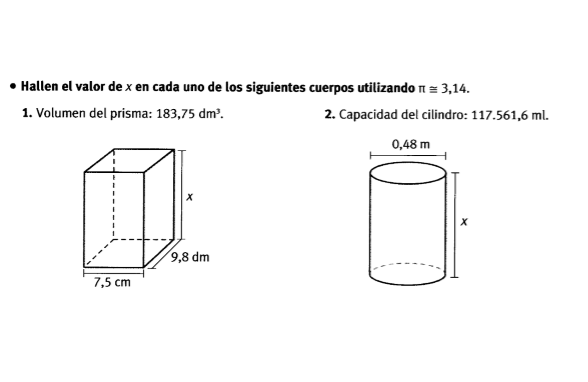 • Hallen el valor de x en cada uno de los siguientes cuerpos utilizando π ≅ 3,14.
1. Volumen del prisma: 183,75 dm³.
2. Capacidad del cilindro: 117.561,6 ml.
0,48 m
x
x
9,8 dm
7,5 cm